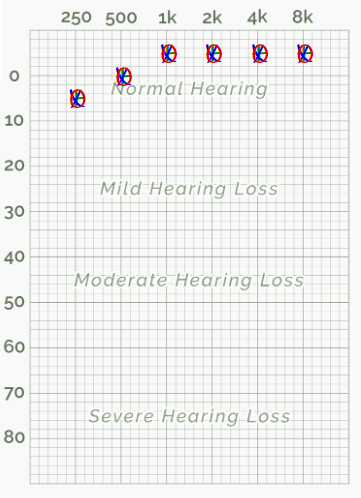 250 500 1k 2k 4k 8k
0
Normal Hearing
10
20
Mild Hearing Loss
30
40
Moderate Hearing Loss
50
60
70
Severe Hearing Loss
80